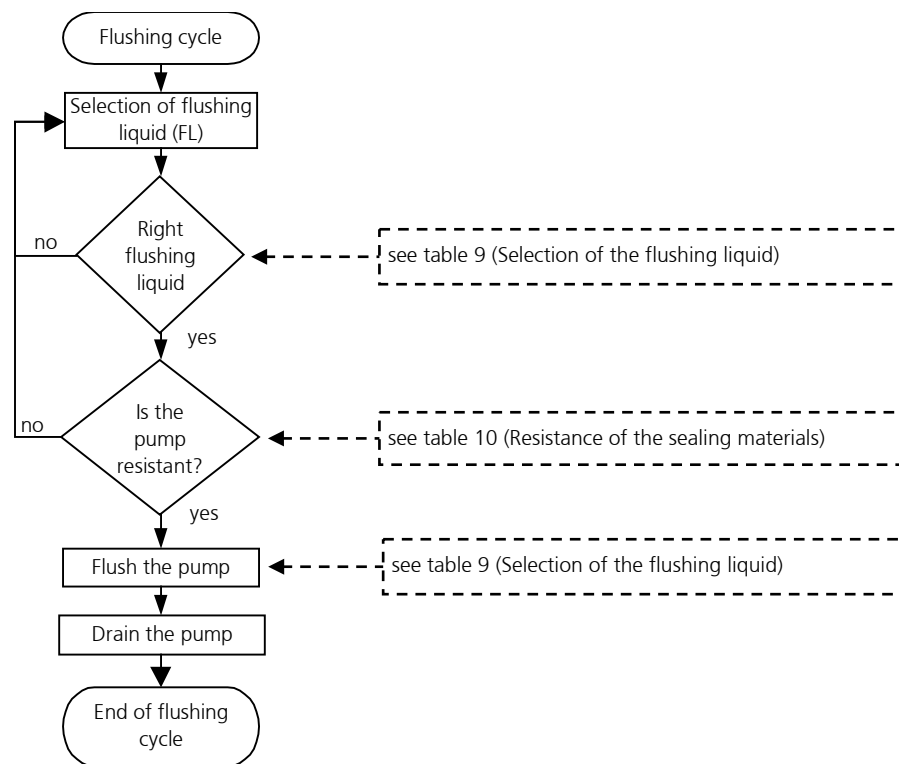 Flushing cycle
Selection of flushing
liquid (FL)
Right
flushing
liquid
no
see table 9 (Selection of the flushing liquid)
yes
Is the
pump
resistant?
no
see table 10 (Resistance of the sealing materials)
yes
Flush the pump
see table 9 (Selection of the flushing liquid)
Drain the pump
End of flushing
cycle